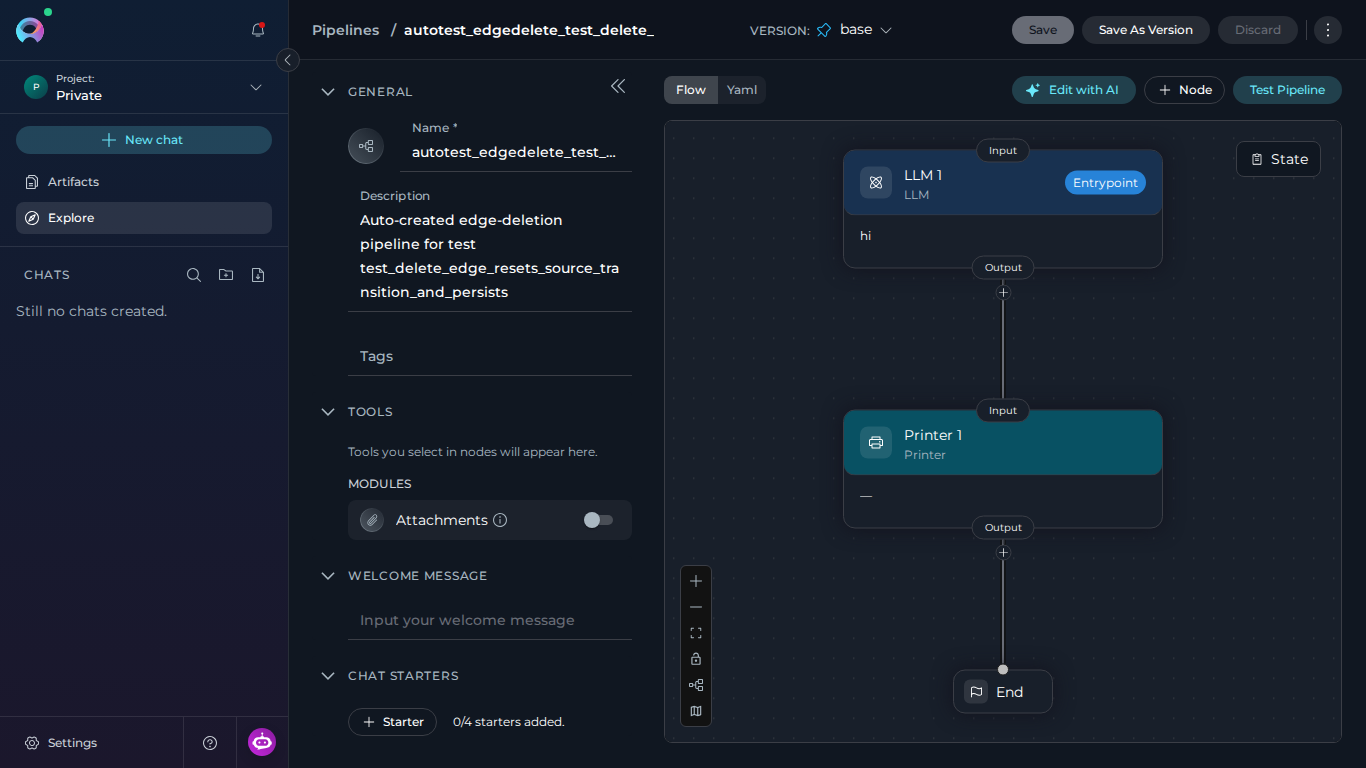 Pipelines / autotest_edgedelete_test_delete_
VERSION: base
Save
Save As Version
Discard
P
Project:
Private
New chat
Artifacts
Explore
CHATS
Still no chats created.
Settings
GENERAL
Name *
autotest_edgedelete_test_...
Description
Auto-created edge-deletion
pipeline for test
test_delete_edge_resets_source_tra
nsition_and_persists
Tags
TOOLS
Tools you select in nodes will appear here.
MODULES
Attachments
WELCOME MESSAGE
Input your welcome message
CHAT STARTERS
Starter
0/4 starters added.
Flow
Yaml
Edit with AI
Node
Test Pipeline
State
Input
LLM 1
LLM
Entrypoint
hi
Output
Input
Printer 1
Printer
—
Output
End